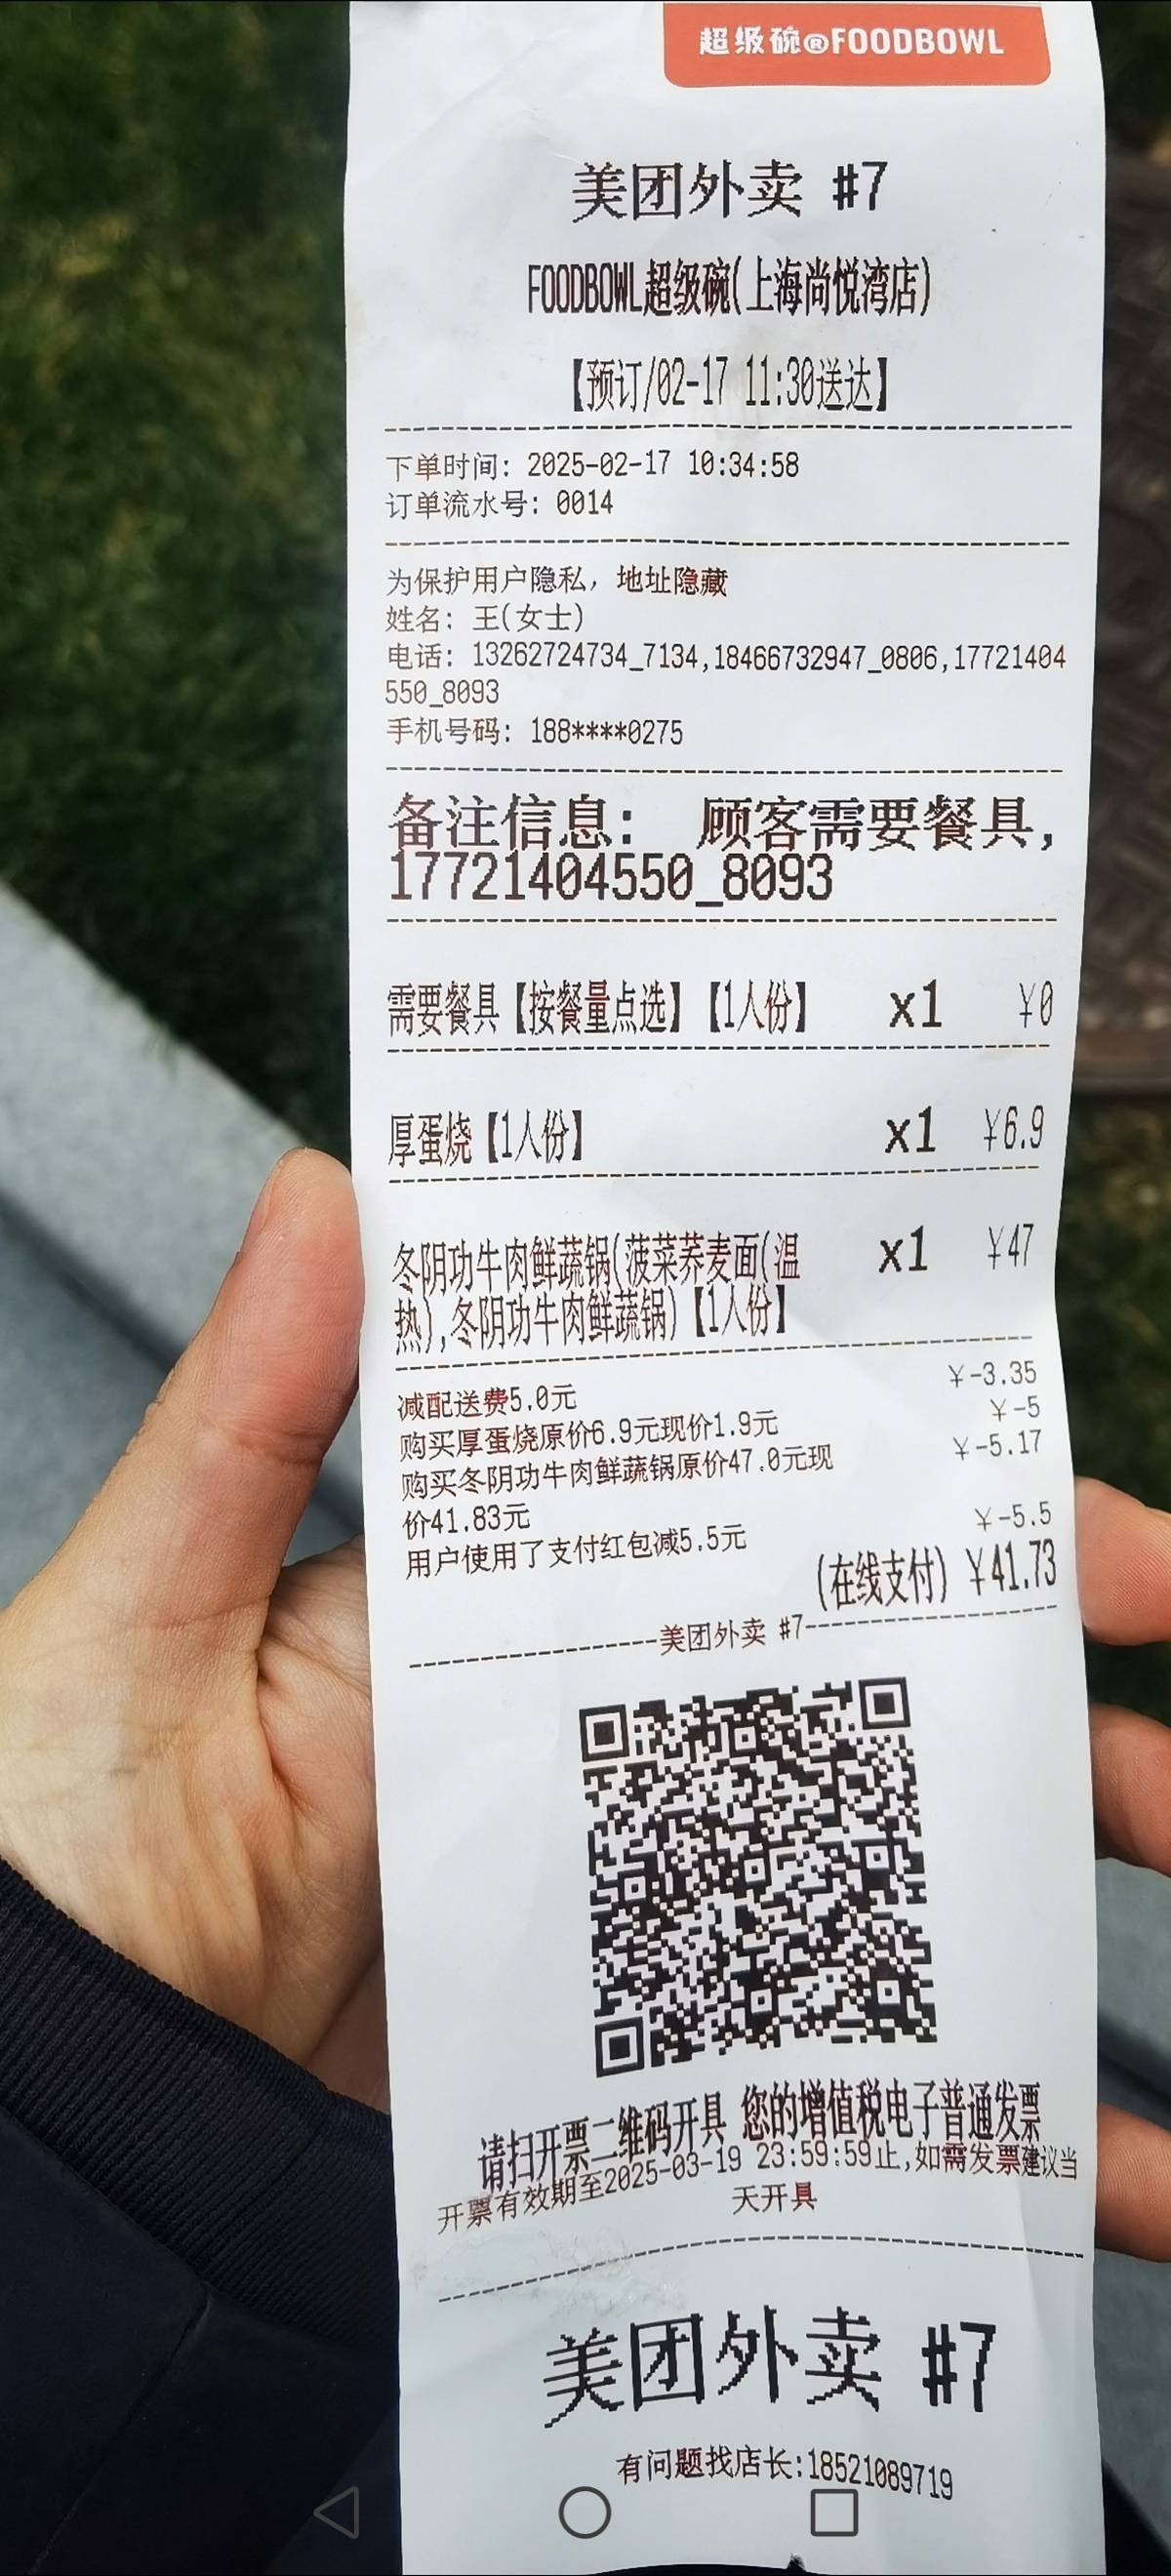 超级碗®FOODBOWL
美团外卖 #7
FOODBOWL超级碗(上海尚悦湾店)
【预订/02-17 11:30送达】
下单时间: 2025-02-17 10:34:58
订单流水号: 0014
为保护用户隐私, 地址隐藏
姓名: 王(女士)
电话: 13262724734_7134,18466732947_0806,17721404
550_8093
手机号码: 188****0275
备注信息: 顾客需要餐具,
17721404550_8093
需要餐具【按餐量点选】【1人份】 x1 ¥0
厚蛋烧【1人份】 x1 ¥6.9
冬阴功牛肉鲜蔬锅(菠菜荞麦面(温 x1 ¥47
热),冬阴功牛肉鲜蔬锅)【1人份】
减配送费5.0元 ¥-3.35
购买厚蛋烧原价6.9元现价1.9元 ¥-5
购买冬阴功牛肉鲜蔬锅原价47.0元现 ¥-5.17
价41.83元
用户使用了支付红包减5.5元 ¥-5.5
(在线支付) ¥41.73
美团外卖 #7
请扫开票二维码开具 您的增值税电子普通发票
开票有效期至2025-03-19 23:59:59止,如需发票建议当
天开具
美团外卖 #7
有问题找店长:18521089719